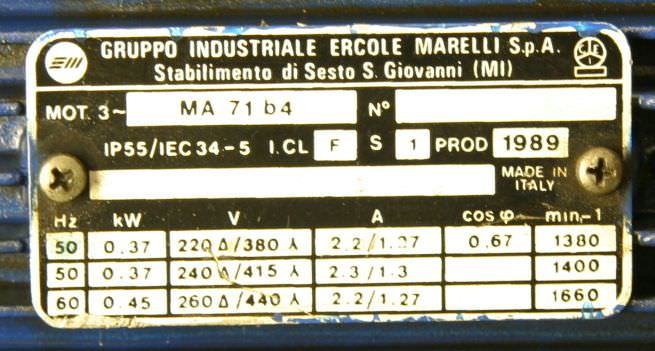 GRUPPO INDUSTRIALE ERCOLE MARELLI S.p.A.
Stabilimento di Sesto S. Giovanni (MI)
MOT. 3~ MA 71 b4 N°
IP55/IEC 34-5 I.CL F S 1 PROD 1989
MADE IN
ITALY
Hz kW V A cos φ min.-1
50 0.37 220 Δ/380 ⅄ 2.2/1.27 0.67 1380
50 0.37 240 Δ/415 ⅄ 2.3/1.3 1400
60 0.45 260 Δ/440 ⅄ 2.2/1.27 1660